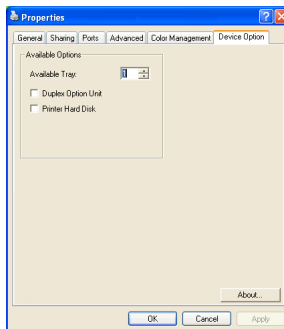 Properties
General Sharing Ports Advanced Color Management Device Option
Available Options
Available Tray: 1
Duplex Option Unit
Printer Hard Disk
About...
OK Cancel Apply